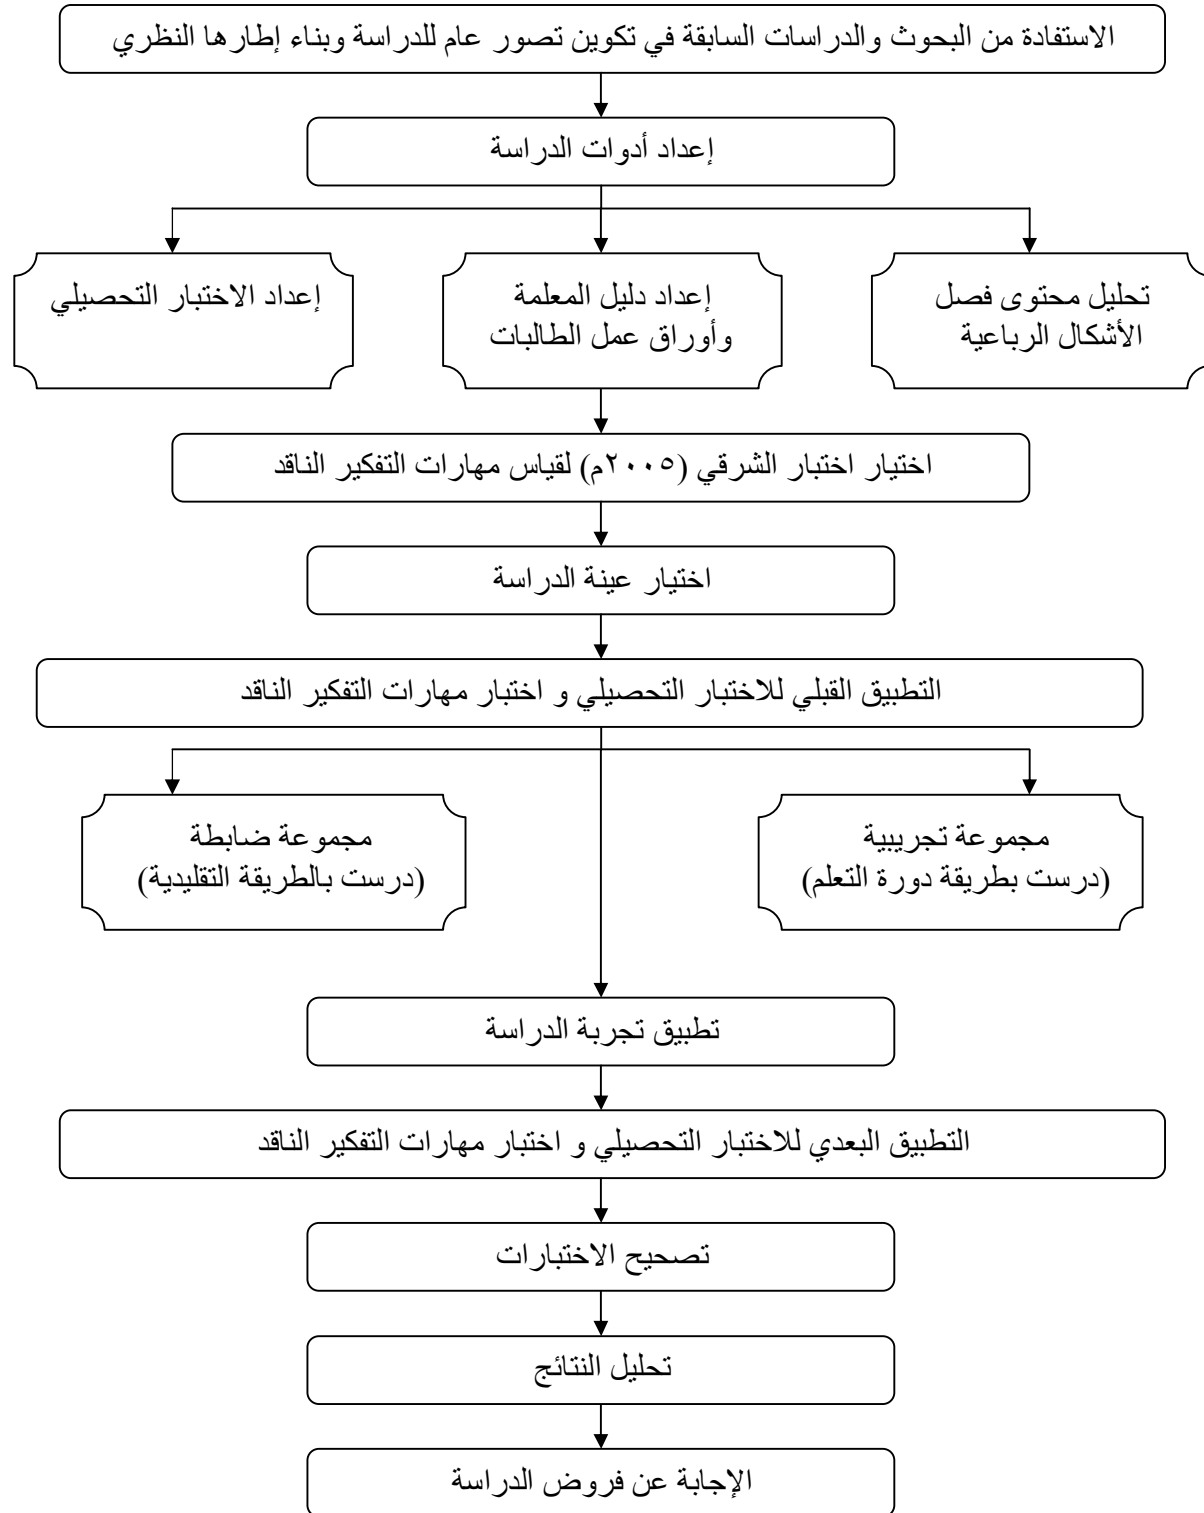 الاستفادة من البحوث والدراسات السابقة في تكوين تصور عام للدراسة وبناء إطارها النظري
إعداد أدوات الدراسة
تحليل محتوى فصل
الأشكال الرباعية
إعداد دليل المعلمة
وأوراق عمل الطالبات
إعداد الاختبار التحصيلي
اختيار اختبار الشرقي (٢٠٠٥م) لقياس مهارات التفكير الناقد
اختيار عينة الدراسة
التطبيق القبلي للاختبار التحصيلي و اختبار مهارات التفكير الناقد
مجموعة تجريبية
(درست بطريقة دورة التعلم)
مجموعة ضابطة
(درست بالطريقة التقليدية)
تطبيق تجربة الدراسة
التطبيق البعدي للاختبار التحصيلي و اختبار مهارات التفكير الناقد
تصحيح الاختبارات
تحليل النتائج
الإجابة عن فروض الدراسة